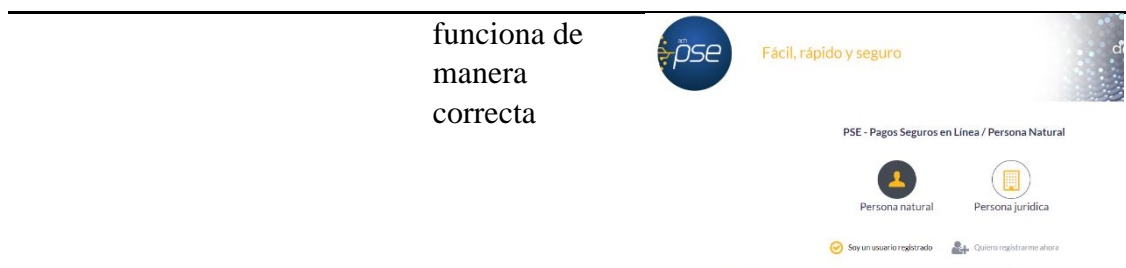 funciona de
manera
correcta
ach
pse
Fácil, rápido y seguro
PSE - Pagos Seguros en Línea / Persona Natural
Persona natural
Persona jurídica
Soy un usuario registrado
Quiero registrarme ahora